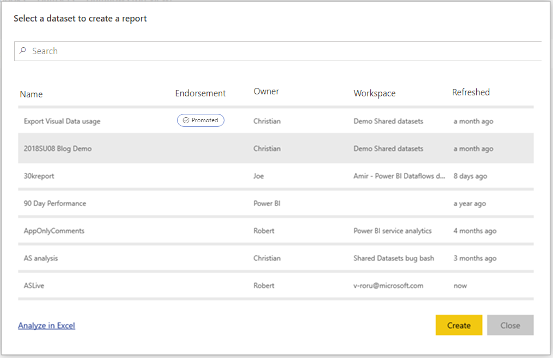 Select a dataset to create a report
Search
Name Endorsement Owner Workspace Refreshed
Export Visual Data usage Promoted Christian Demo Shared datasets a month ago
2018SU08 Blog Demo Christian Demo Shared datasets a month ago
30kreport Joe Amir - Power BI Dataflows d... 8 days ago
90 Day Performance Power BI a year ago
AppOnlyComments Robert Power BI service analytics 4 months ago
AS analysis Christian Shared Datasets bug bash 3 months ago
ASLive Robert v-roru@microsoft.com now
Analyze in Excel Create Close